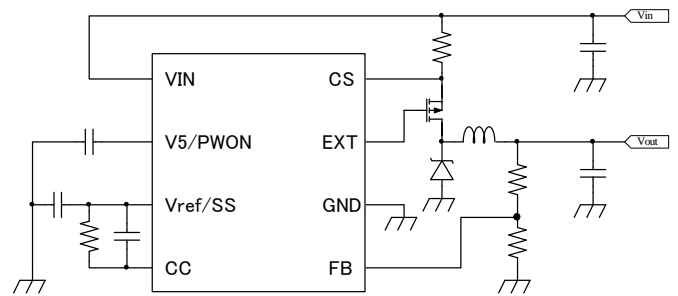 Vin
VIN
CS
V5/PWON
EXT
Vout
Vref/SS
GND
CC
FB